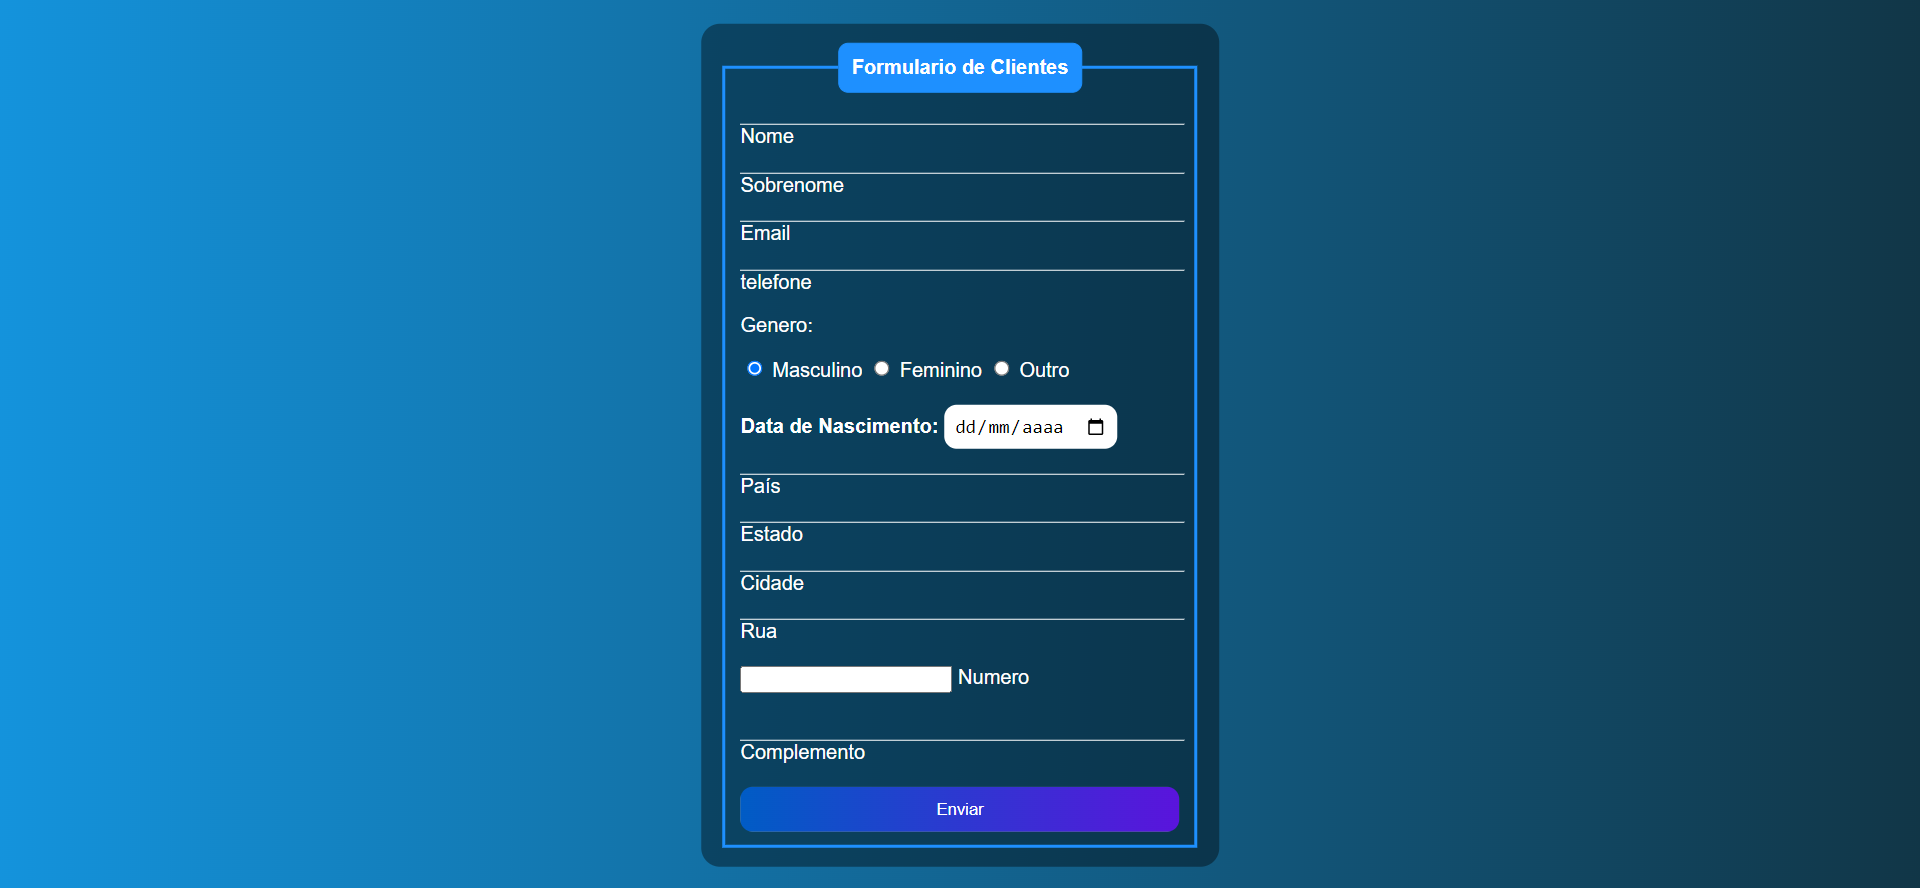 Formulario de Clientes
Nome
Sobrenome
Email
telefone
Genero:
Masculino Feminino Outro
Data de Nascimento: dd/mm/aaaa
País
Estado
Cidade
Rua
Numero
Complemento
Enviar